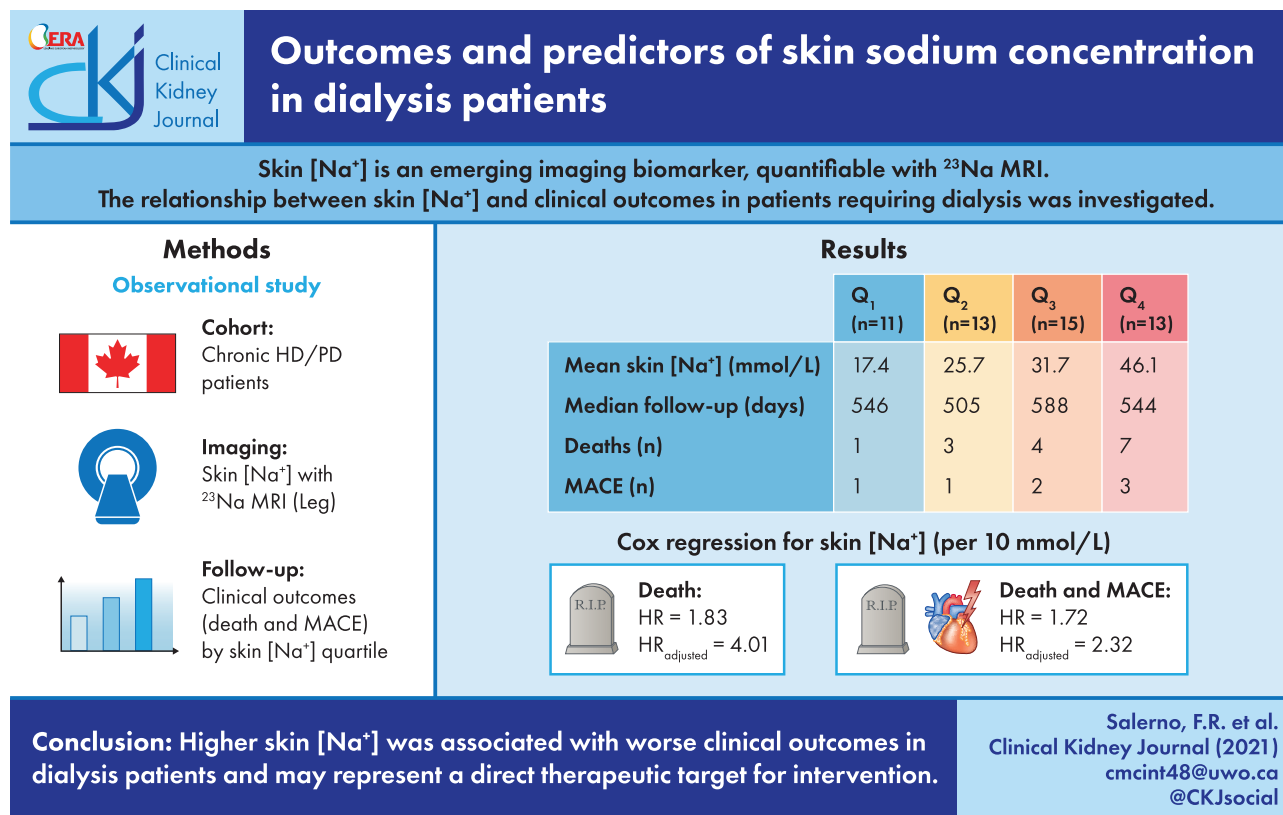 ERA
CKJ
Clinical
Kidney
Journal
Outcomes and predictors of skin sodium concentration
in dialysis patients
Skin [Na⁺] is an emerging imaging biomarker, quantifiable with ²³Na MRI.
The relationship between skin [Na⁺] and clinical outcomes in patients requiring dialysis was investigated.
Methods
Observational study
Cohort:
Chronic HD/PD
patients
Imaging:
Skin [Na⁺] with
²³Na MRI (Leg)
Follow-up:
Clinical outcomes
(death and MACE)
by skin [Na⁺] quartile
Results
Q₁ Q₂ Q₃ Q₄
(n=11) (n=13) (n=15) (n=13)
Mean skin [Na⁺] (mmol/L) 17.4 25.7 31.7 46.1
Median follow-up (days) 546 505 588 544
Deaths (n) 1 3 4 7
MACE (n) 1 1 2 3
Cox regression for skin [Na⁺] (per 10 mmol/L)
R.I.P.
Death:
HR = 1.83
HR adjusted = 4.01
R.I.P.
Death and MACE:
HR = 1.72
HR adjusted = 2.32
Conclusion: Higher skin [Na⁺] was associated with worse clinical outcomes in
dialysis patients and may represent a direct therapeutic target for intervention.
Salerno, F.R. et al.
Clinical Kidney Journal (2021)
cmcint48@uwo.ca
@CKJsocial